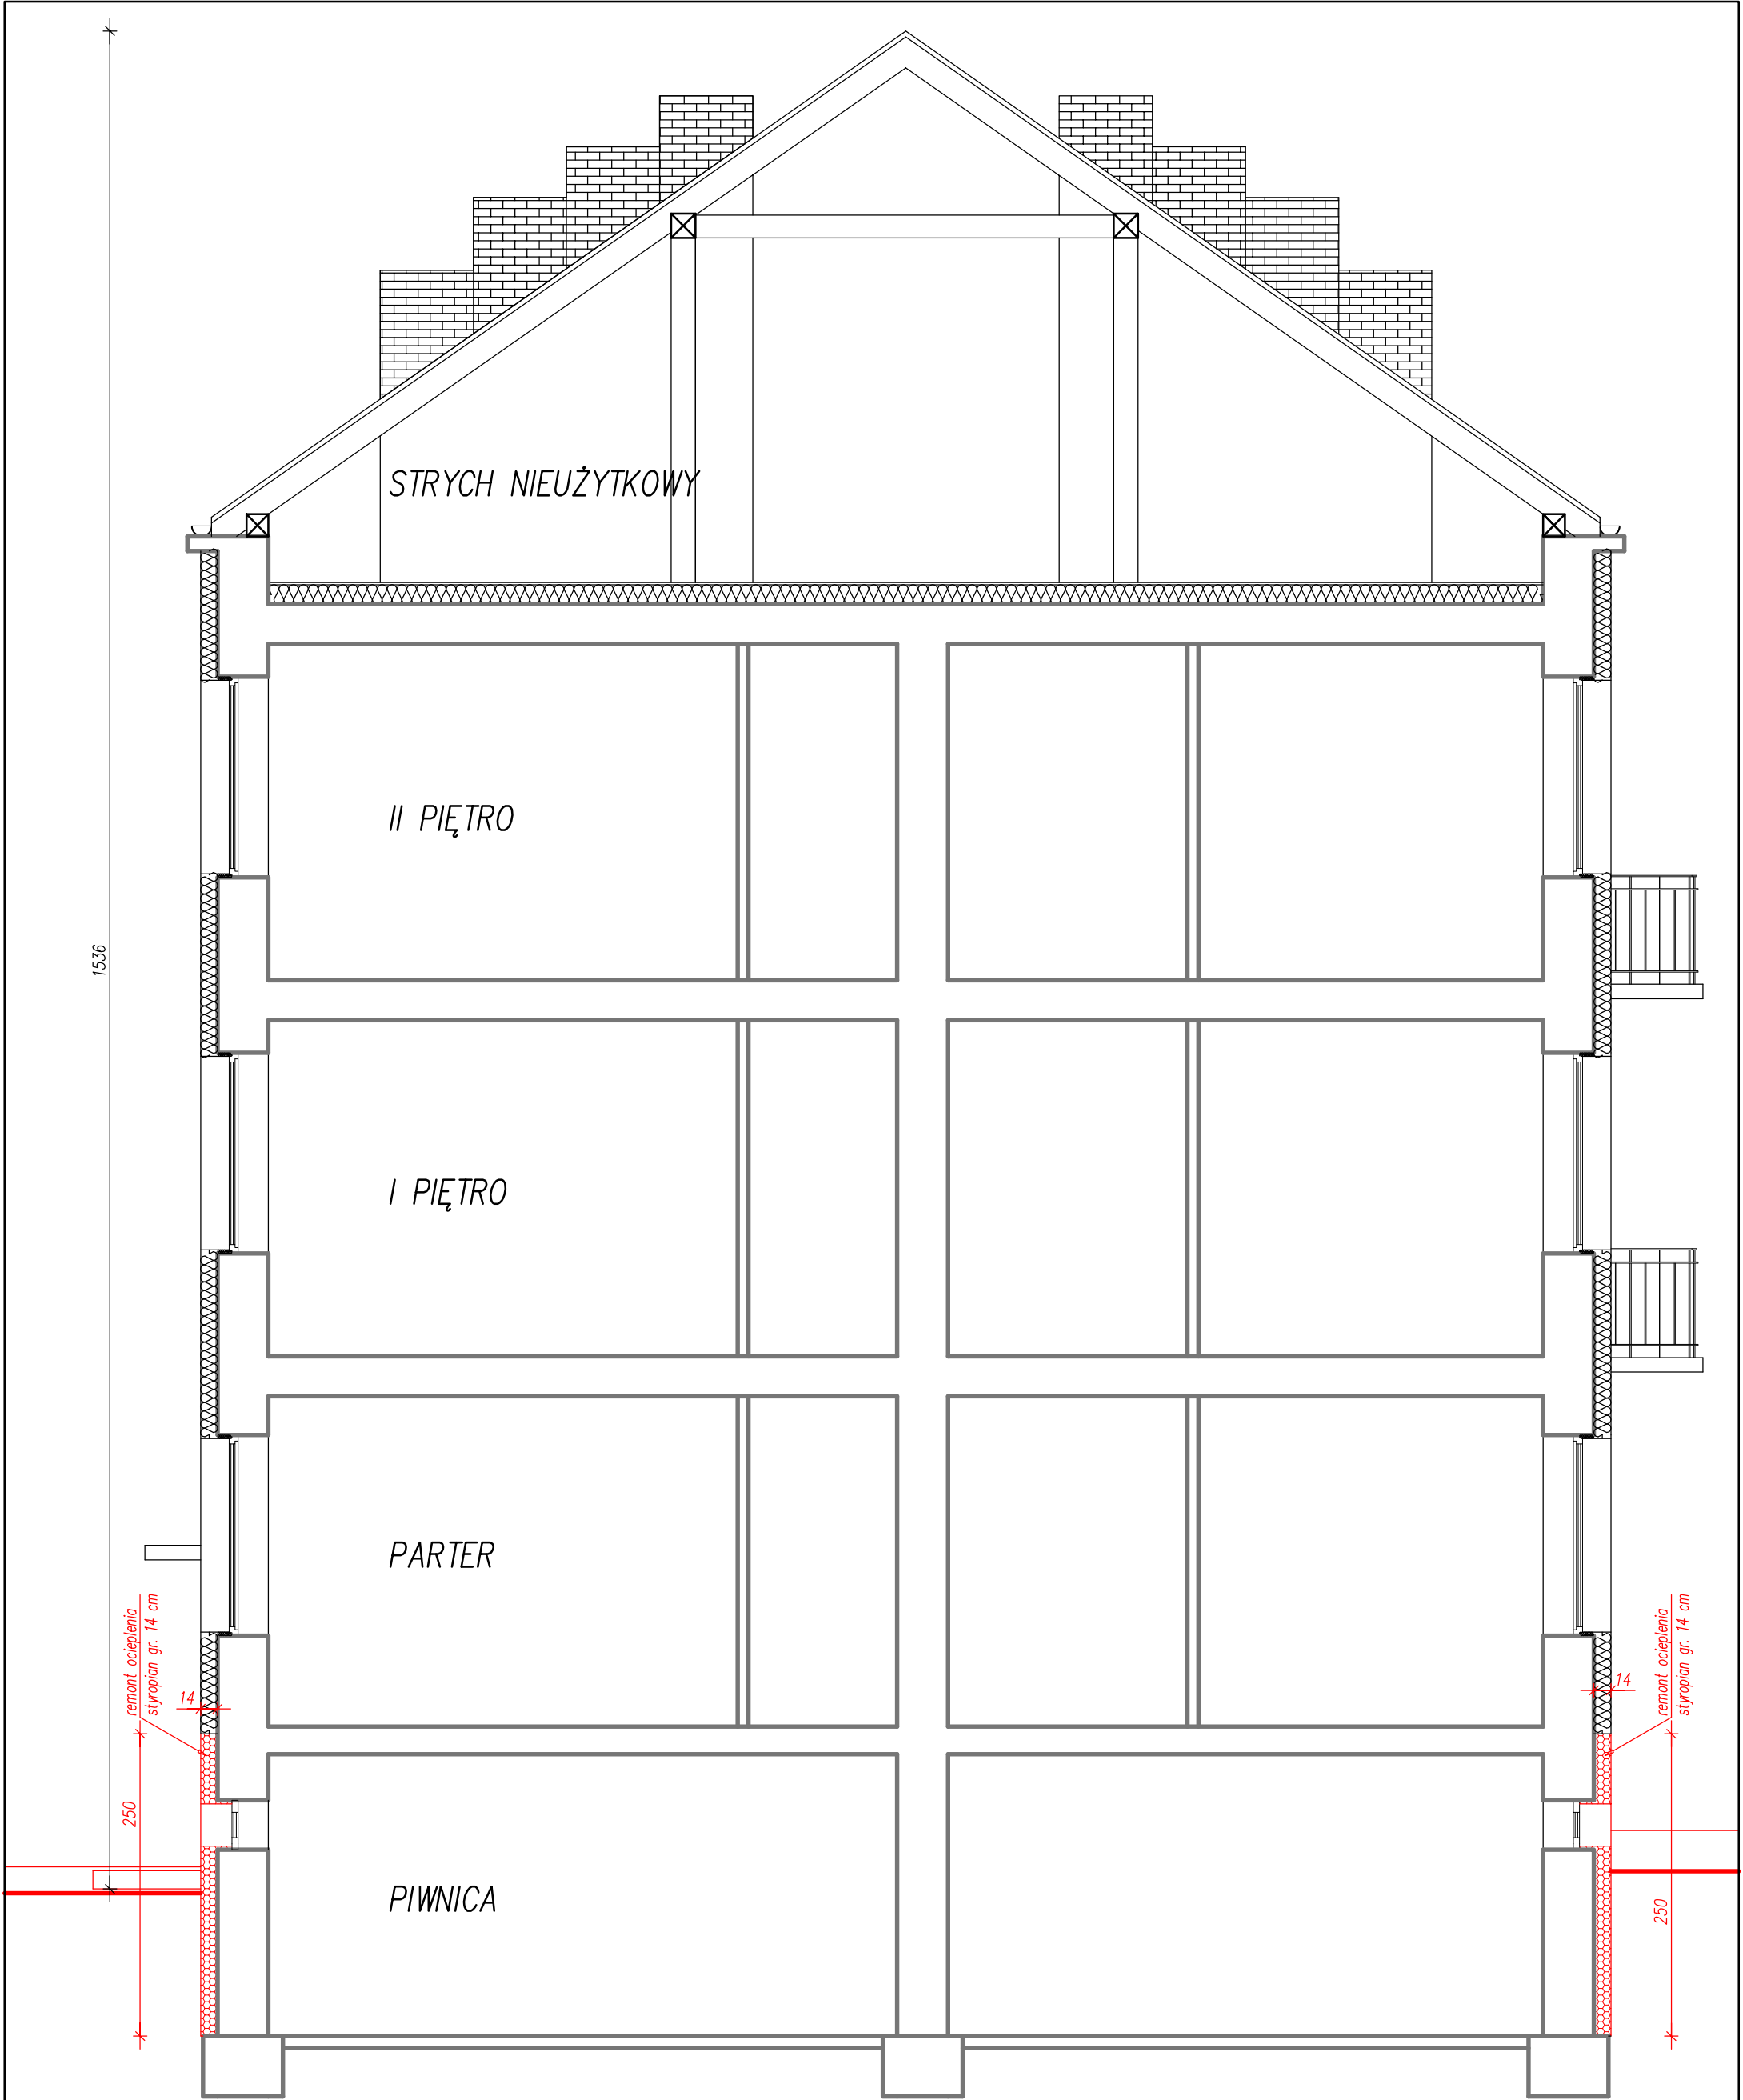 STRYCH NIEUŻYTKOWY
II PIĘTRO
1536
I PIĘTRO
PARTER
remont ocieplenia
styropian gr. 14 cm
remont ocieplenia
styropian gr. 14 cm
14
14
250
PIWNICA
250